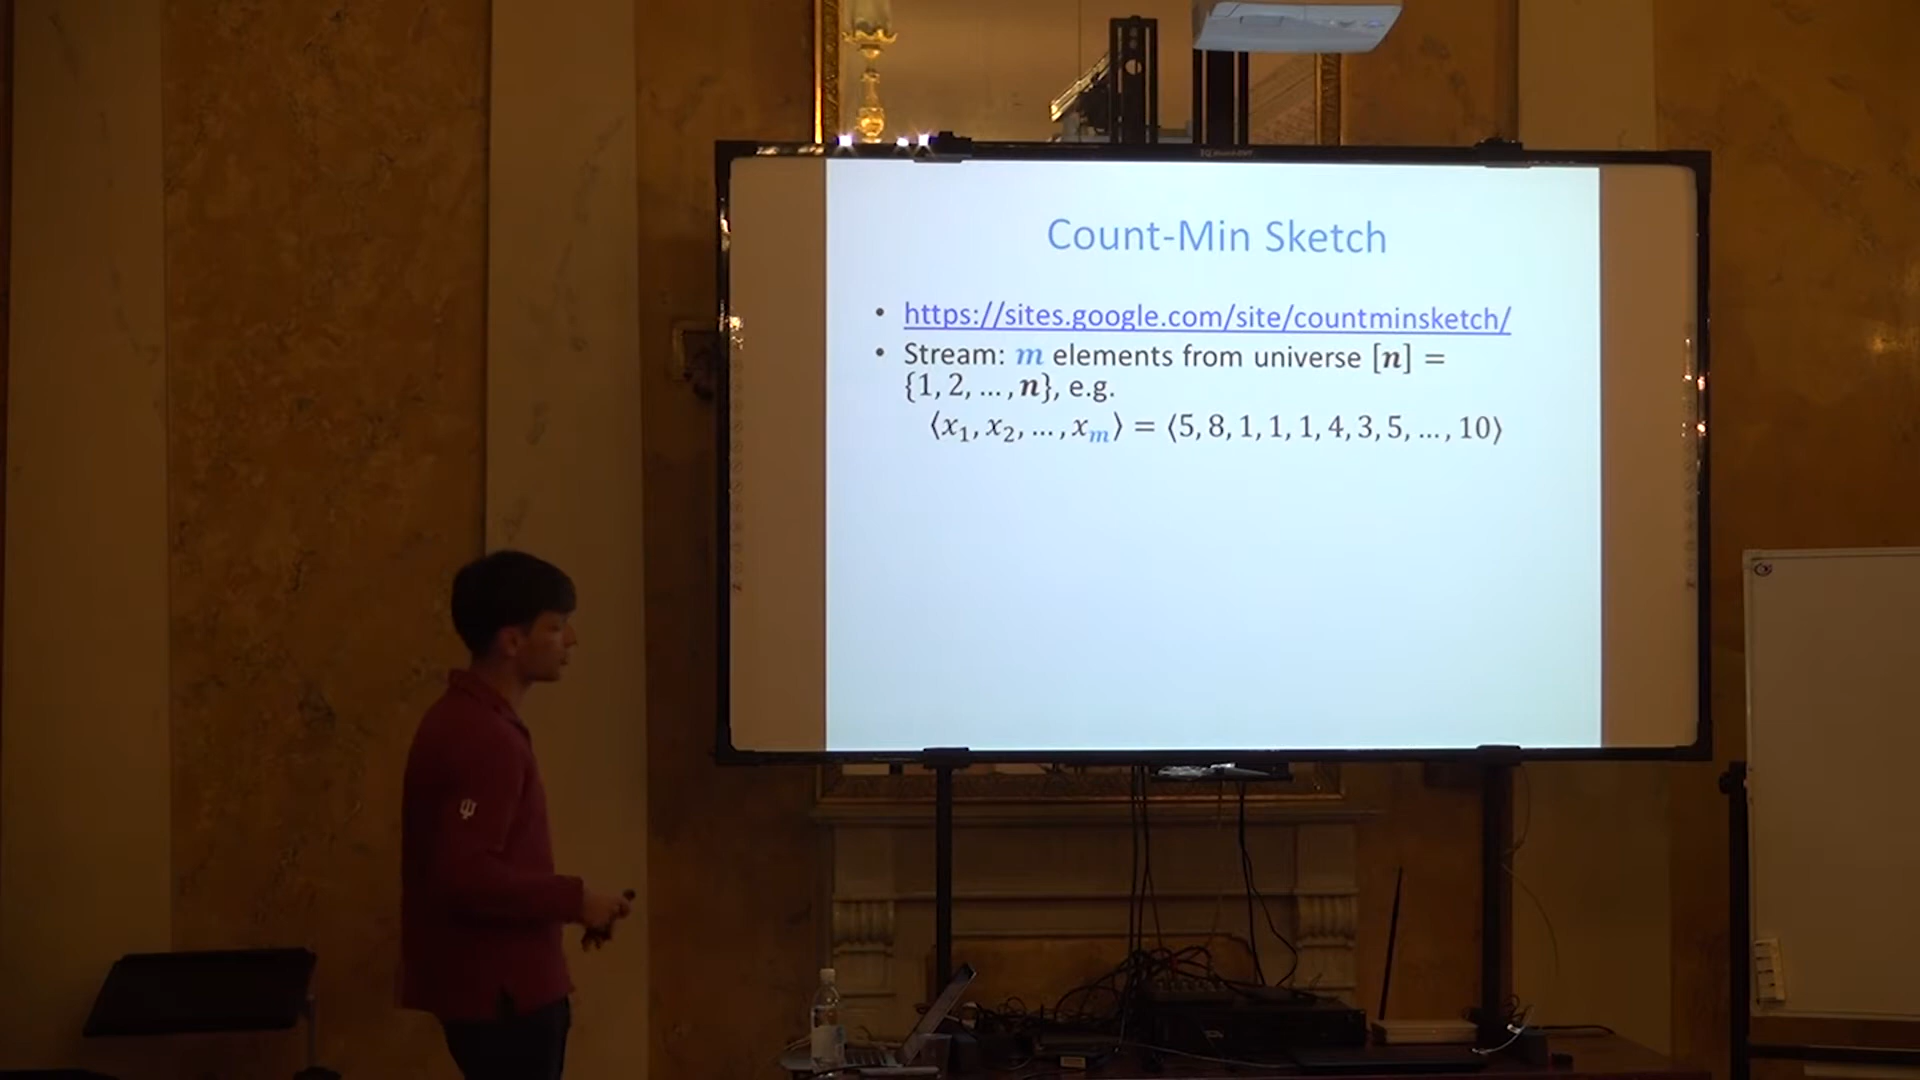 Count-Min Sketch
• https://sites.google.com/site/countminsketch/
• Stream: m elements from universe [n] =
{1, 2, … , n}, e.g.
⟨x₁, x₂, … , xₘ⟩ = ⟨5, 8, 1, 1, 1, 4, 3, 5, … , 10⟩